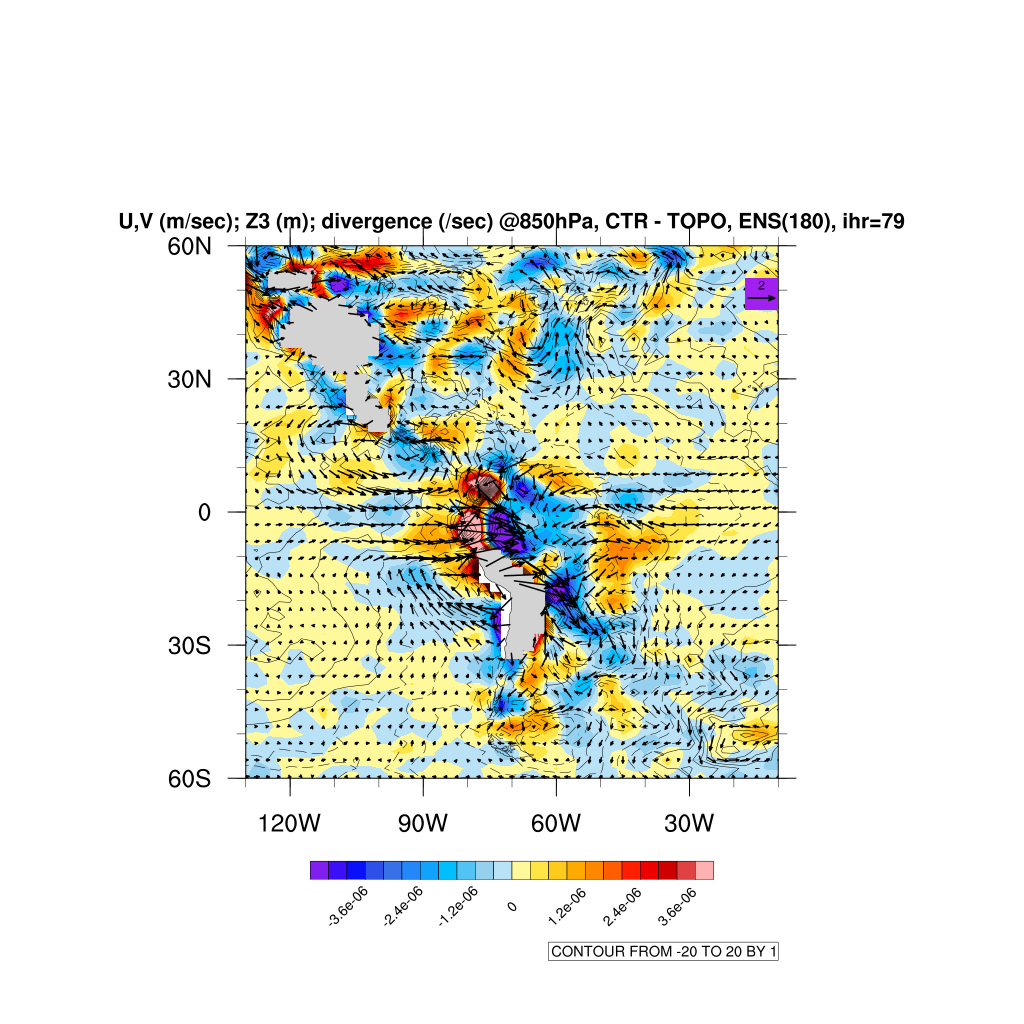 U,V (m/sec); Z3 (m); divergence (/sec) @850hPa, CTR - TOPO, ENS(180), ihr=79
60N
2
30N
0
30S
60S
120W 90W 60W 30W
-3.6e-06 -2.4e-06 -1.2e-06 0 1.2e-06 2.4e-06 3.6e-06
CONTOUR FROM -20 TO 20 BY 1